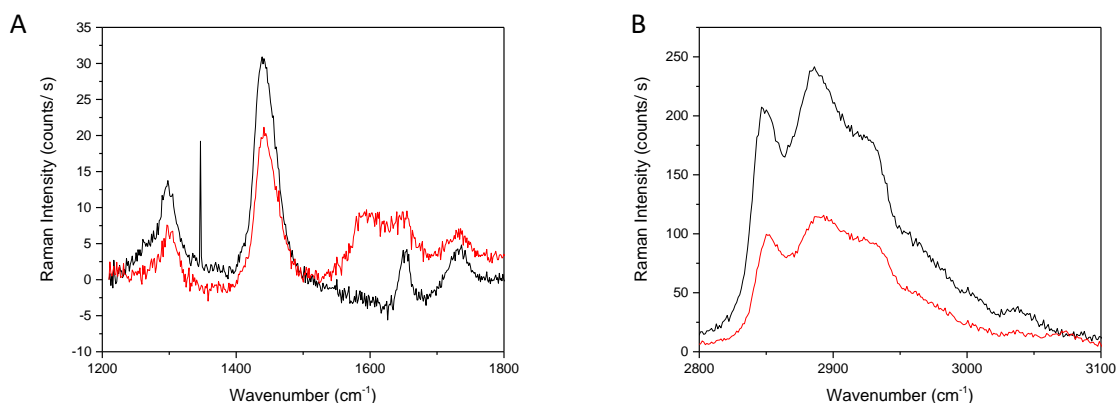 A
35
30
25
20
15
10
5
0
-5
-10
1200 1400 1600 1800
Raman Intensity (counts/ s)
Wavenumber (cm⁻¹)
B
250
200
150
100
50
0
2800 2900 3000 3100
Raman Intensity (counts/ s)
Wavenumber (cm⁻¹)